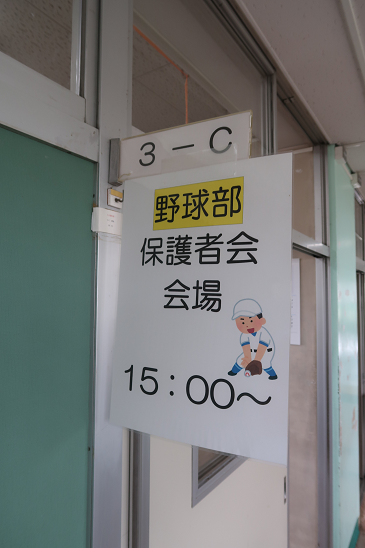 3－C
野球部
保護者会
会場
15：00～